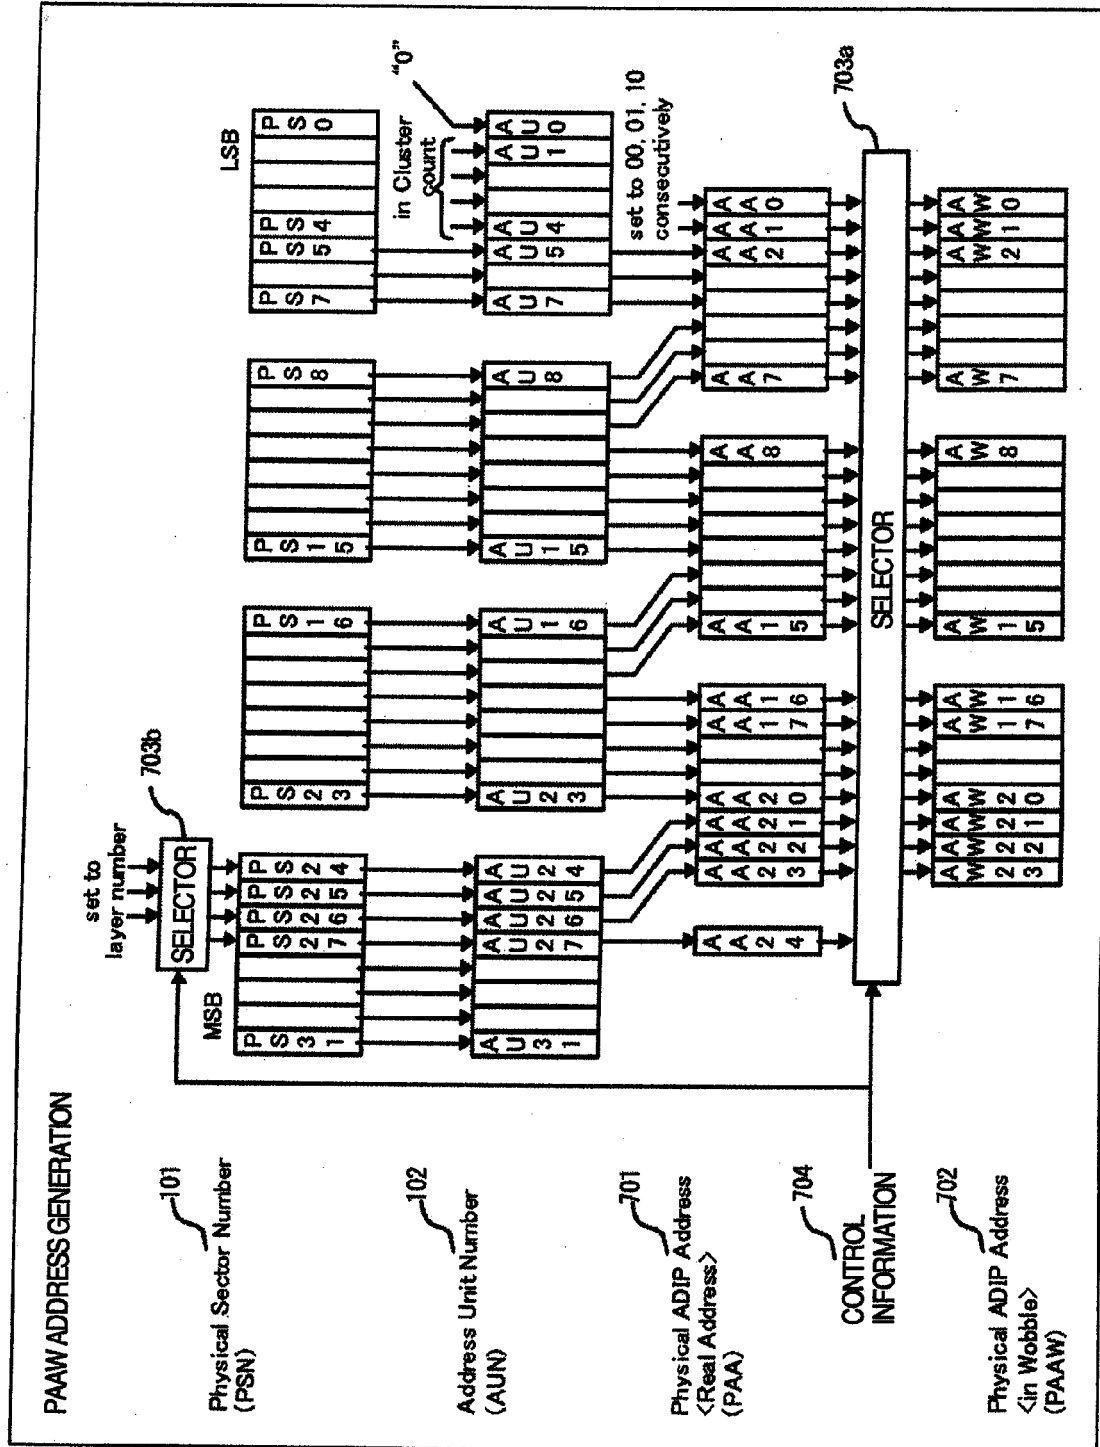 PAAW ADDRESS GENERATION
101
Physical Sector Number
(PSN)
102
Address Unit Number
(AUN)
701
Physical ADIP Address
<Real Address>
(PAA)
704
CONTROL
INFORMATION
702
Physical ADIP Address
<in Wobble>
(PAAW)
set to
layer number
703b
SELECTOR
MSB
LSB
PS31
PS27
PS26
PS25
PS24
PS23
PS16
PS15
PS8
PS7
PS5
PS4
PS0
in Cluster
count
"0"
AU31
AU27
AU26
AU25
AU24
AU23
AU16
AU15
AU8
AU7
AU5
AU4
AU1
AU0
set to 00, 01, 10
consecutively
AA24
AA23
AA22
AA21
AA20
AA17
AA16
AA15
AA8
AA7
AA2
AA1
AA0
703a
SELECTOR
AW23
AW22
AW21
AW20
AW17
AW16
AW15
AW8
AW7
AW2
AW1
AW0